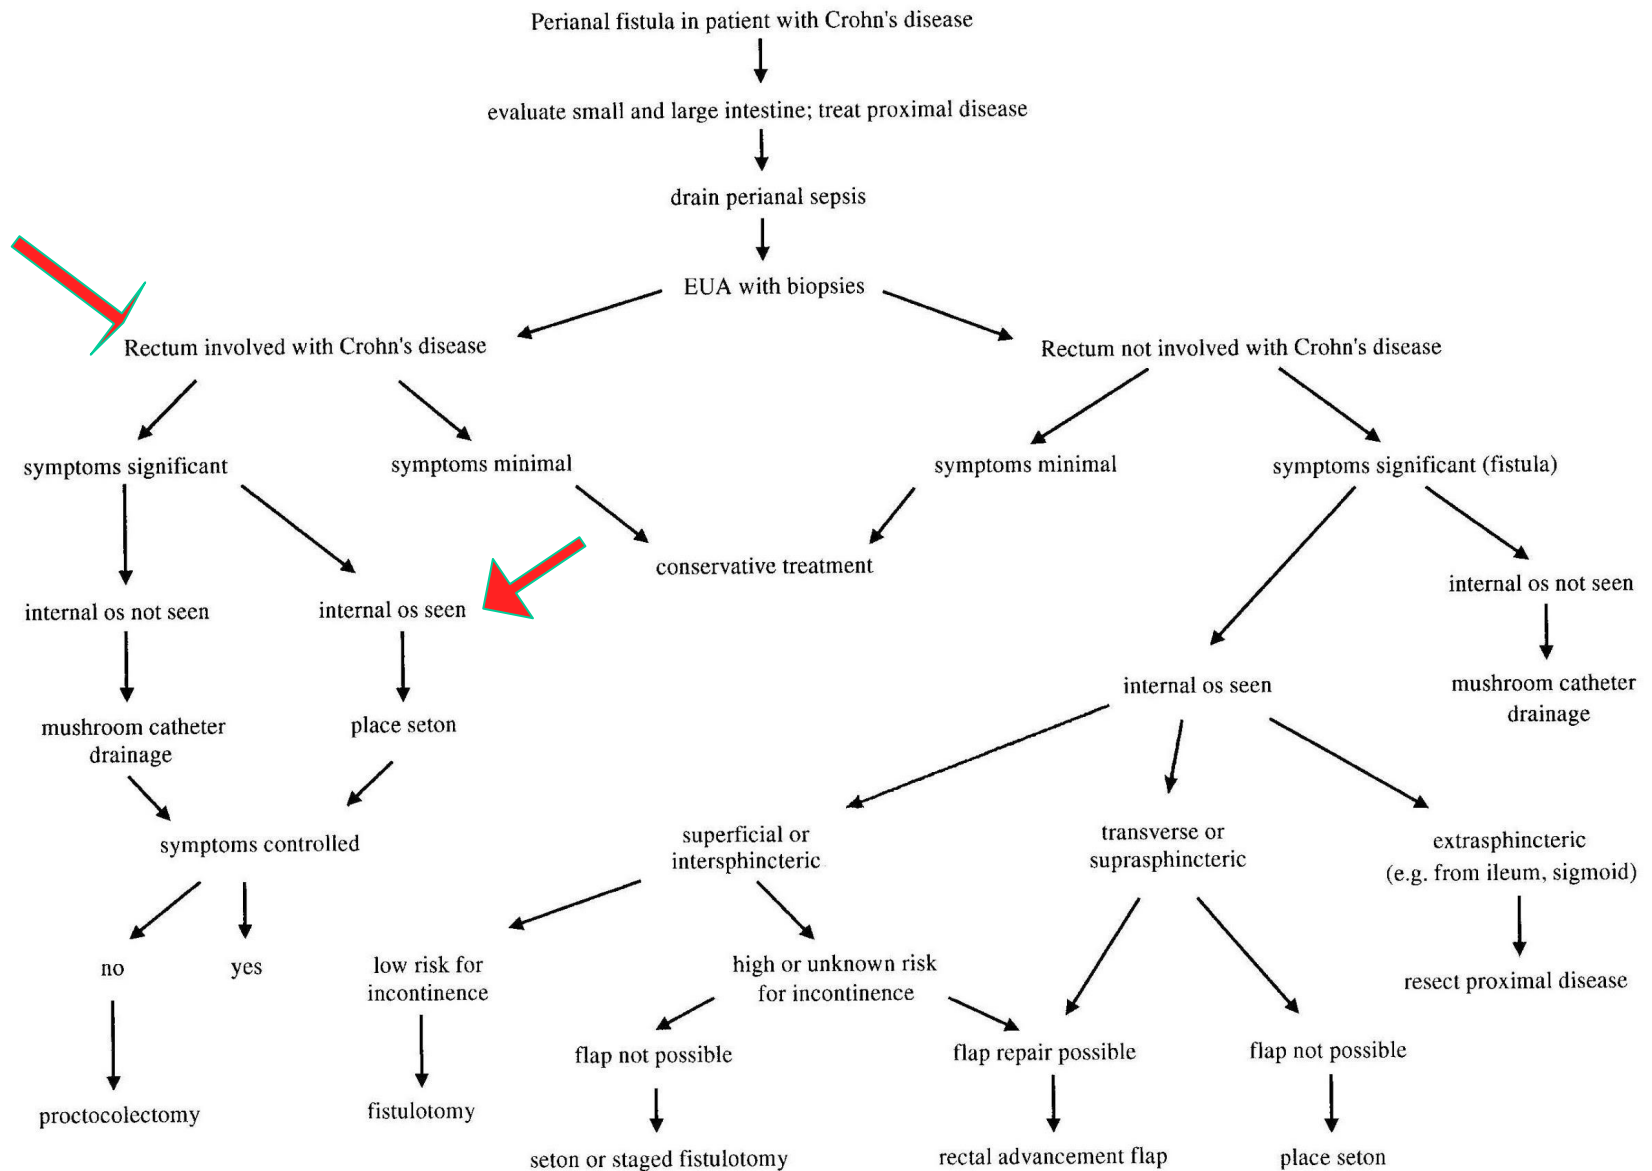 Perianal fistula in patient with Crohn's disease
evaluate small and large intestine; treat proximal disease
drain perianal sepsis
EUA with biopsies
Rectum involved with Crohn's disease
Rectum not involved with Crohn's disease
symptoms significant
symptoms minimal
symptoms minimal
symptoms significant (fistula)
conservative treatment
internal os not seen
internal os seen
internal os not seen
internal os seen
mushroom catheter
drainage
mushroom catheter
drainage
place seton
symptoms controlled
superficial or
intersphincteric
transverse or
suprasphincteric
extrasphincteric
(e.g. from ileum, sigmoid)
no
yes
low risk for
incontinence
high or unknown risk
for incontinence
resect proximal disease
flap not possible
flap repair possible
flap not possible
proctocolectomy
fistulotomy
seton or staged fistulotomy
rectal advancement flap
place seton